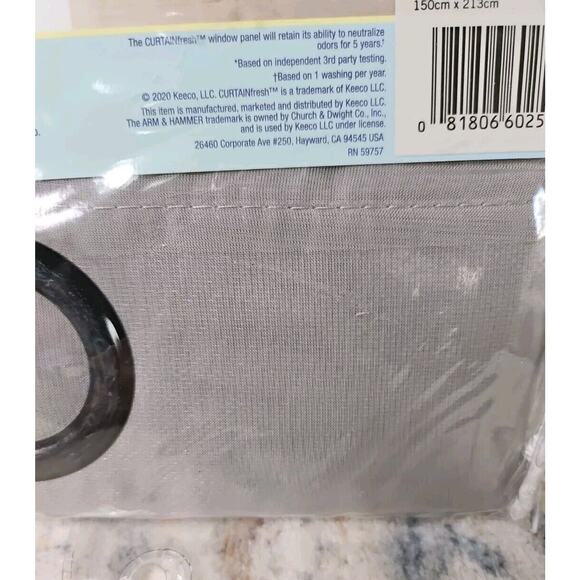 150cm x 213cm
The CURTAINfresh™ window panel will retain its ability to neutralize
odors for 5 years.†
*Based on independent 3rd party testing.
†Based on 1 washing per year.
© 2020 Keeco, LLC. CURTAINfresh™ is a trademark of Keeco LLC.
This item is manufactured, marketed and distributed by Keeco LLC.
The ARM & HAMMER trademark is owned by Church & Dwight Co., Inc.,
and is used by Keeco LLC under license.
26460 Corporate Ave #250, Hayward, CA 94545 USA
RN 59757
0 81806 6025